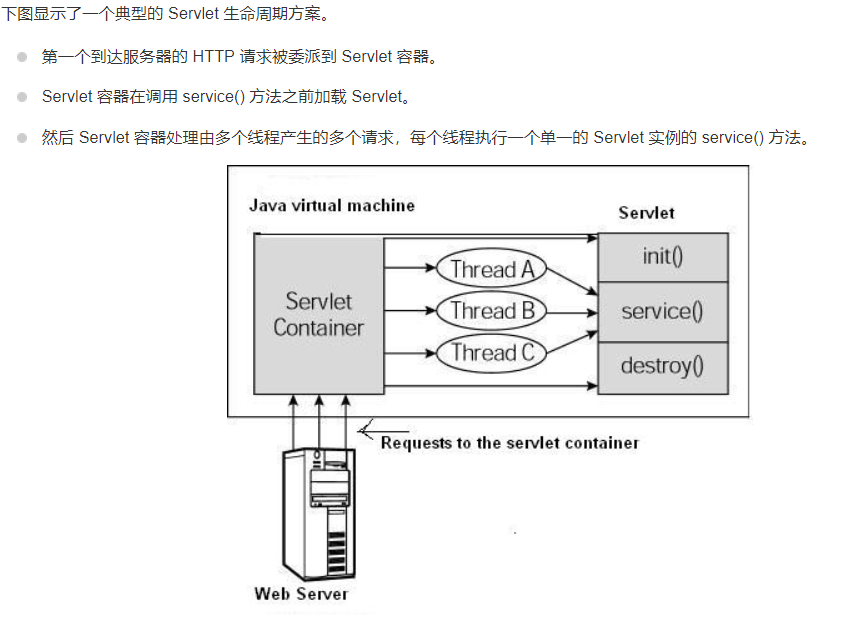 下图显示了一个典型的 Servlet 生命周期方案。
第一个到达服务器的 HTTP 请求被委派到 Servlet 容器。
Servlet 容器在调用 service() 方法之前加载 Servlet。
然后 Servlet 容器处理由多个线程产生的多个请求，每个线程执行一个单一的 Servlet 实例的 service() 方法。
Java virtual machine
Servlet
init()
Thread A
Servlet
Container
Thread B
service()
Thread C
destroy()
Requests to the servlet container
Web Server